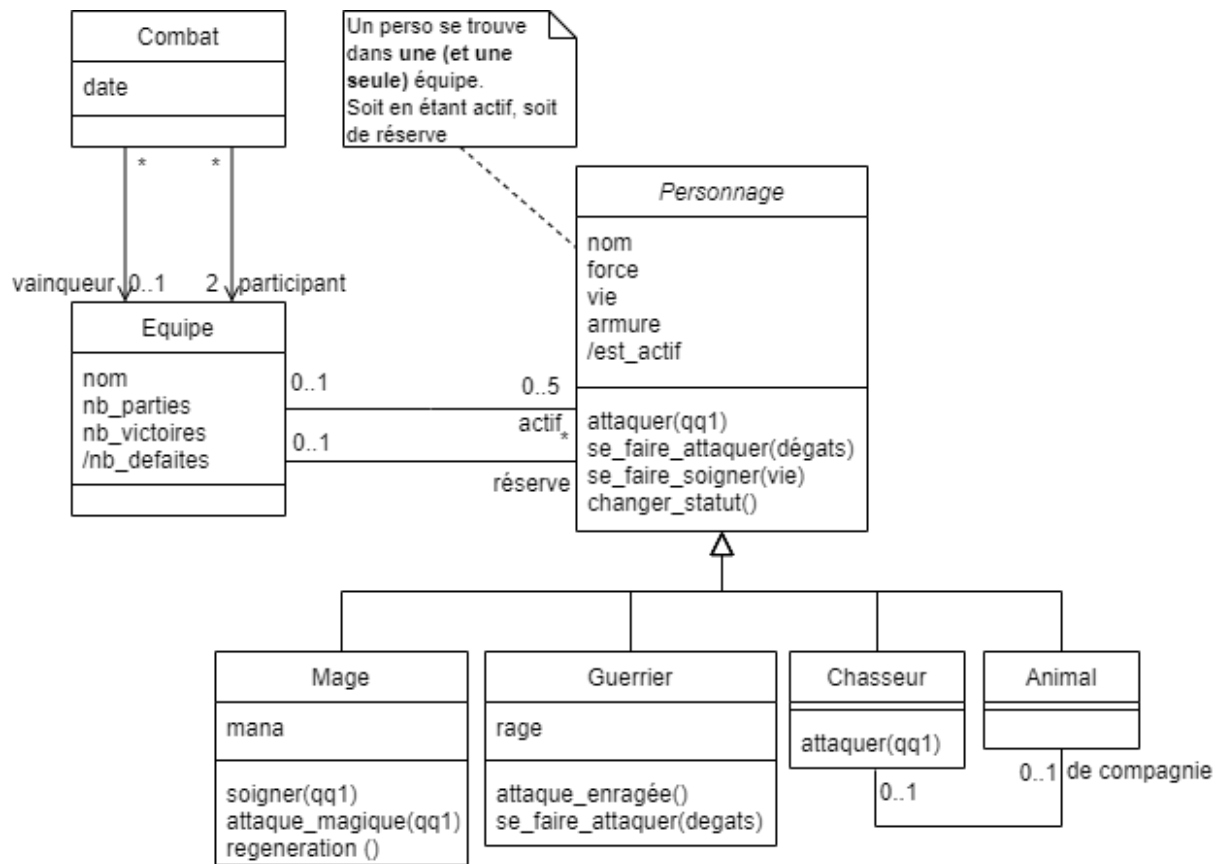 Combat
date
Un perso se trouve
dans une (et une
seule) équipe.
Soit en étant actif, soit
de réserve
*
*
vainqueur
0..1
2
participant
Equipe
nom
nb_parties
nb_victoires
/nb_defaites
0..1
0..5
actif
*
0..1
réserve
Personnage
nom
force
vie
armure
/est_actif
attaquer(qq1)
se_faire_attaquer(dégats)
se_faire_soigner(vie)
changer_statut()
Mage
mana
soigner(qq1)
attaque_magique(qq1)
regeneration ()
Guerrier
rage
attaque_enragée()
se_faire_attaquer(degats)
Chasseur
attaquer(qq1)
0..1
Animal
0..1 de compagnie